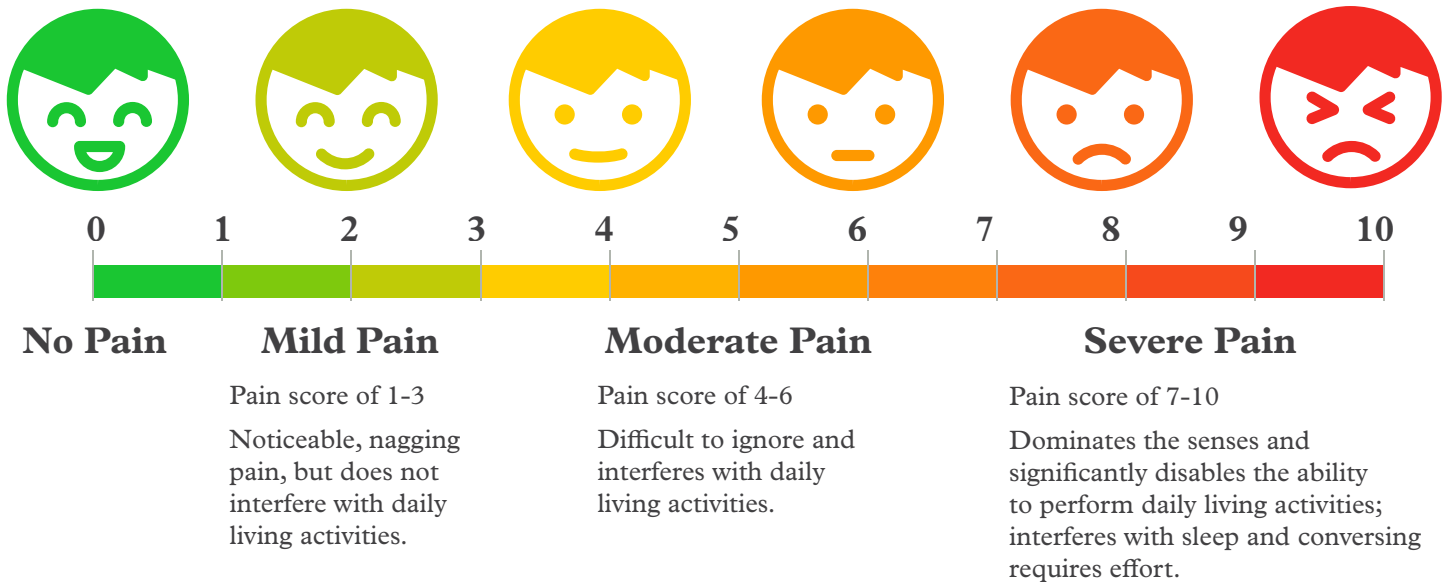 0 1 2 3 4 5 6 7 8 9 10
No Pain
Mild Pain
Pain score of 1-3
Noticeable, nagging
pain, but does not
interfere with daily
living activities.
Moderate Pain
Pain score of 4-6
Difficult to ignore and
interferes with daily
living activities.
Severe Pain
Pain score of 7-10
Dominates the senses and
significantly disables the ability
to perform daily living activities;
interferes with sleep and conversing
requires effort.